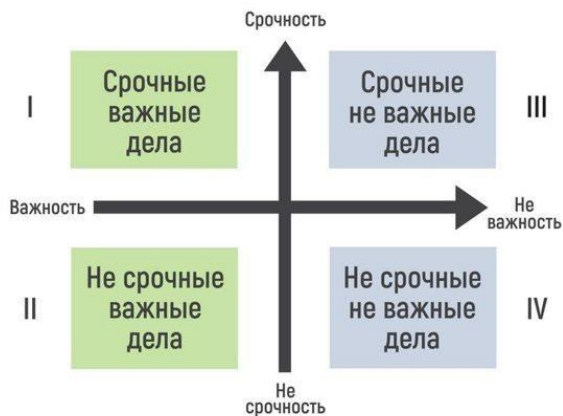 Срочность
I
Срочные
важные
дела
Срочные
не важные
дела
III
Важность
Не
важность
II
Не срочные
важные
дела
Не срочные
не важные
дела
IV
Не
срочность